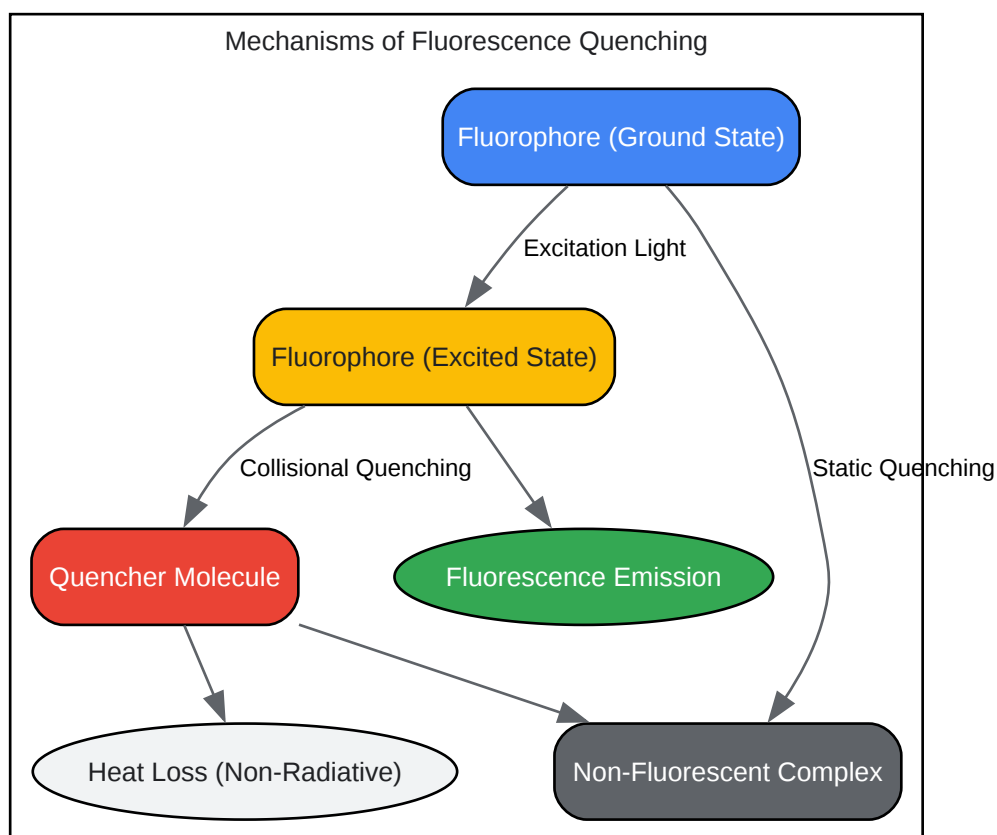 Mechanisms of Fluorescence Quenching
Fluorophore (Ground State)
Excitation Light
Fluorophore (Excited State)
Collisional Quenching
Static Quenching
Quencher Molecule
Fluorescence Emission
Heat Loss (Non-Radiative)
Non-Fluorescent Complex